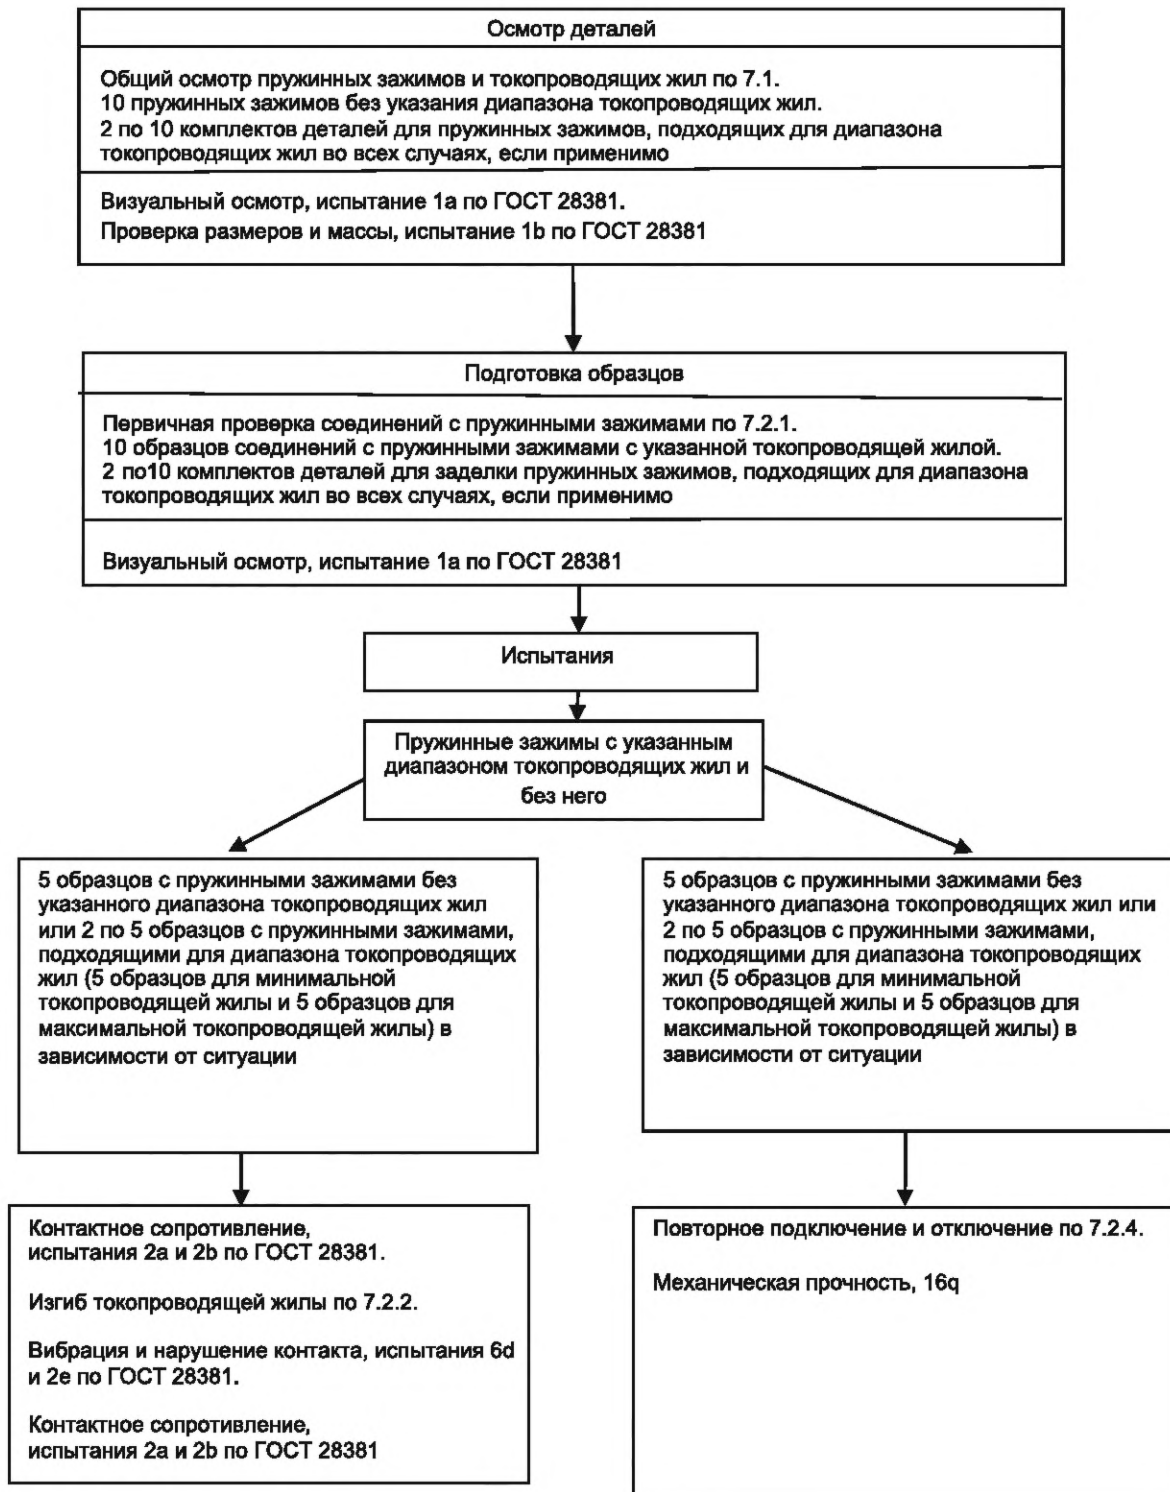 Осмотр деталей
Общий осмотр пружинных зажимов и токопроводящих жил по 7.1.
10 пружинных зажимов без указания диапазона токопроводящих жил.
2 по 10 комплектов деталей для пружинных зажимов, подходящих для диапазона
токопроводящих жил во всех случаях, если применимо
Визуальный осмотр, испытание 1a по ГОСТ 28381.
Проверка размеров и массы, испытание 1b по ГОСТ 28381
Подготовка образцов
Первичная проверка соединений с пружинными зажимами по 7.2.1.
10 образцов соединений с пружинными зажимами с указанной токопроводящей жилой.
2 по10 комплектов деталей для заделки пружинных зажимов, подходящих для диапазона
токопроводящих жил во всех случаях, если применимо
Визуальный осмотр, испытание 1a по ГОСТ 28381
Испытания
Пружинные зажимы с указанным
диапазоном токопроводящих жил и
без него
5 образцов с пружинными зажимами без
указанного диапазона токопроводящих жил
или 2 по 5 образцов с пружинными зажимами,
подходящими для диапазона токопроводящих
жил (5 образцов для минимальной
токопроводящей жилы и 5 образцов для
максимальной токопроводящей жилы) в
зависимости от ситуации
5 образцов с пружинными зажимами без
указанного диапазона токопроводящих жил или
2 по 5 образцов с пружинными зажимами,
подходящими для диапазона токопроводящих
жил (5 образцов для минимальной
токопроводящей жилы и 5 образцов для
максимальной токопроводящей жилы) в
зависимости от ситуации
Контактное сопротивление,
испытания 2a и 2b по ГОСТ 28381.
Изгиб токопроводящей жилы по 7.2.2.
Вибрация и нарушение контакта, испытания 6d
и 2e по ГОСТ 28381.
Контактное сопротивление,
испытания 2a и 2b по ГОСТ 28381
Повторное подключение и отключение по 7.2.4.
Механическая прочность, 16q